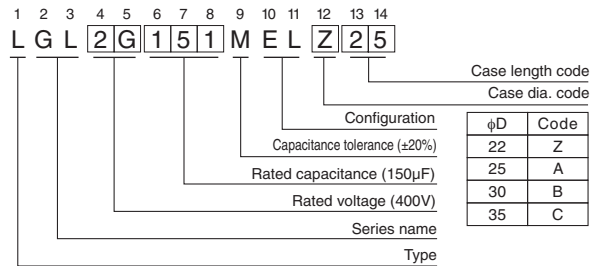 1 2 3 4 5 6 7 8 9 10 11 12 13 14
L G L 2 G 1 5 1 M E L Z 2 5
Case length code
Case dia. code
Configuration
Capacitance tolerance (±20%)
Rated capacitance (150µF)
Rated voltage (400V)
Series name
Type
ϕD Code
22 Z
25 A
30 B
35 C